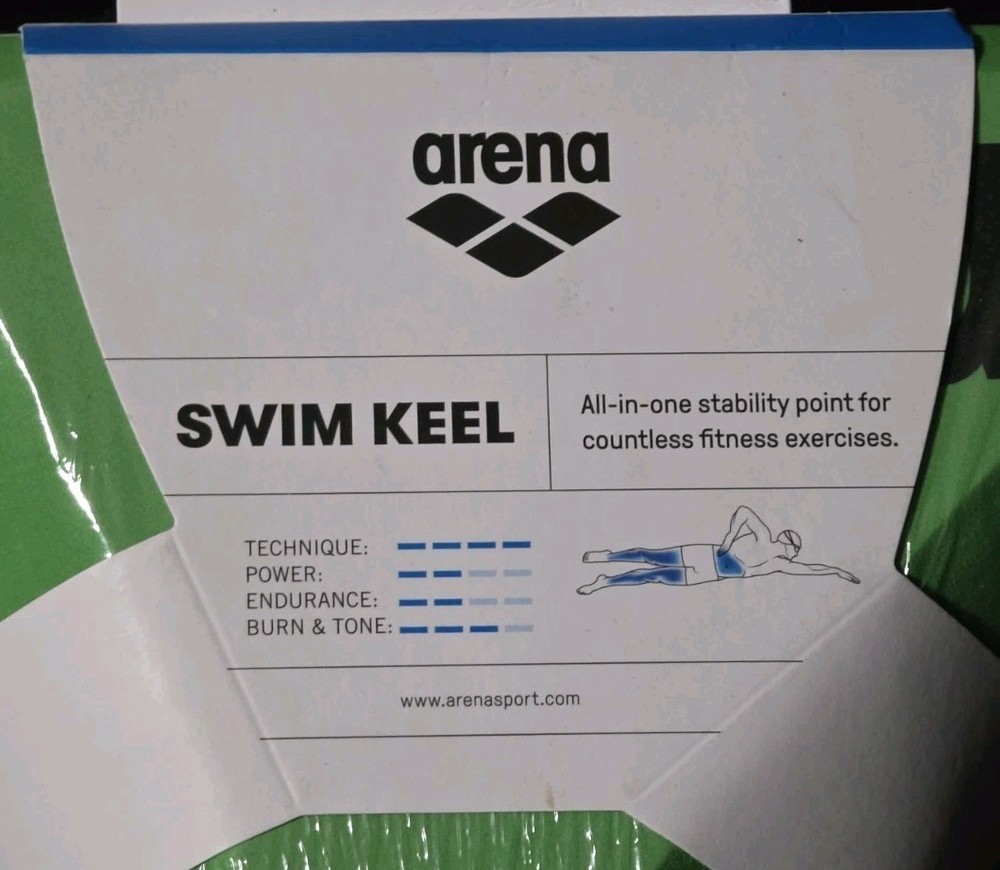 arena
SWIM KEEL
All-in-one stability point for
countless fitness exercises.
TECHNIQUE:
POWER:
ENDURANCE:
BURN & TONE:
www.arenasport.com